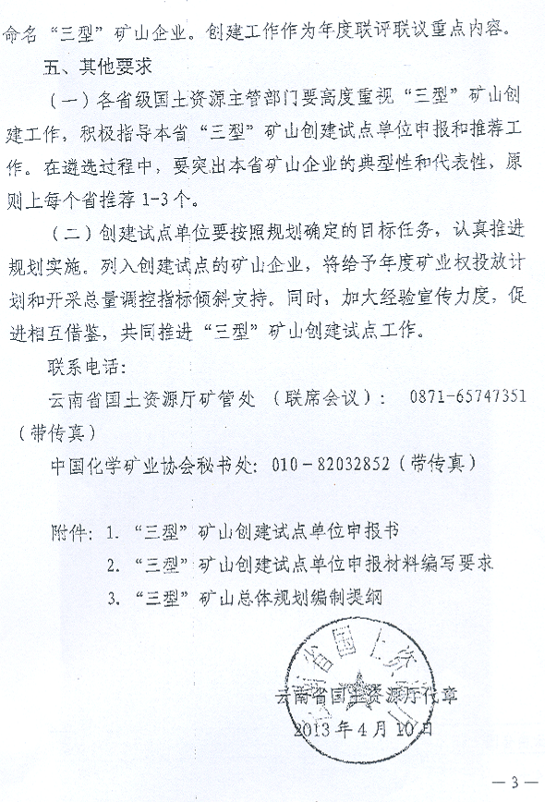 命名“三型”矿山企业。创建工作作为年度联评联议重点内容。
五、其他要求
（一）各省级国土资源主管部门要高度重视“三型”矿山创
建工作，积极指导本省“三型”矿山创建试点单位申报和推荐工
作。在遴选过程中，要突出本省矿山企业的典型性和代表性，原
则上每个省推荐1-3个。
（二）创建试点单位要按照规划确定的目标任务，认真推进
规划实施。列入创建试点的矿山企业，将给予年度矿业权投放计
划和开采总量调控指标倾斜支持。同时，加大经验宣传力度，促
进相互借鉴，共同推进“三型”矿山创建试点工作。
联系电话：
云南省国土资源厅矿管处（联席会议）： 0871-65747351
（带传真）
中国化学矿业协会秘书处：010－82032852（带传真）
附件：1.“三型”矿山创建试点单位申报书
2.“三型”矿山创建试点单位申报材料编写要求
3.“三型”矿山总体规划编制提纲
云南省国土资源厅代章
2013年4月10日
—3—